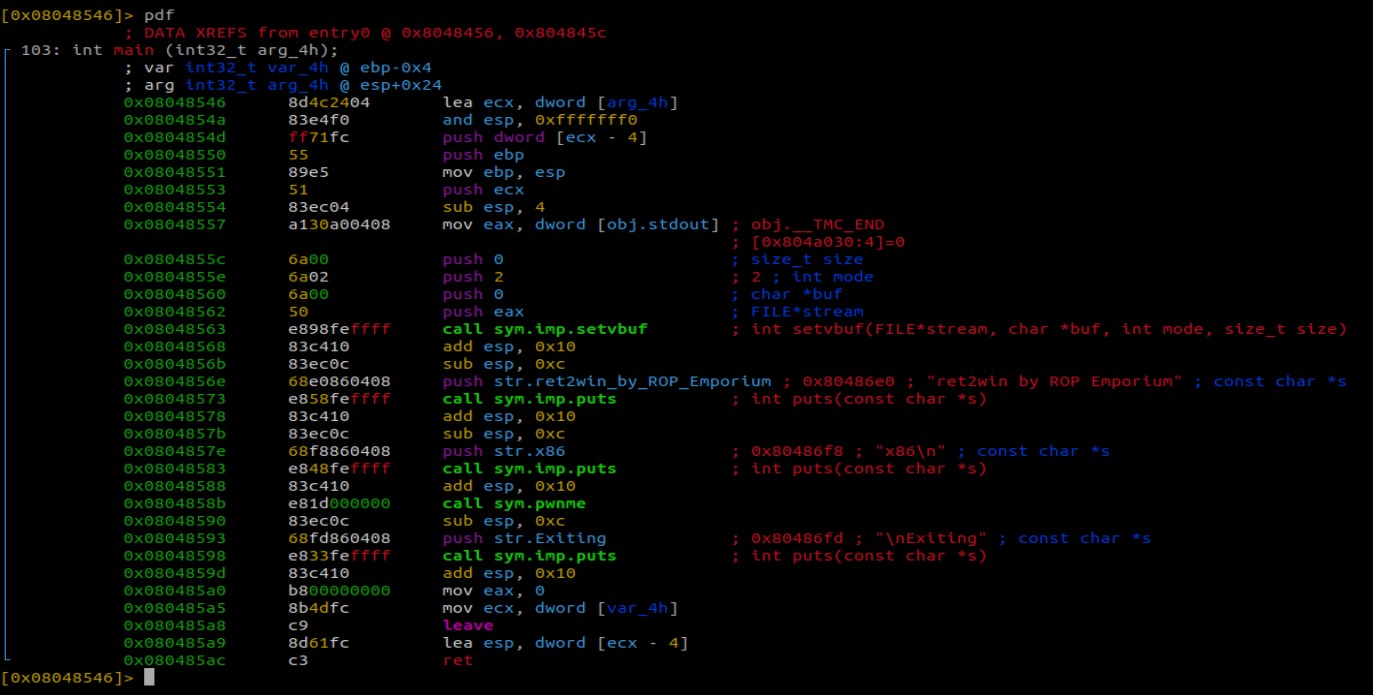 [0x08048546]> pdf
; DATA XREFS from entry0 @ 0x8048456, 0x804845c
103: int main (int32_t arg_4h);
; var int32_t var_4h @ ebp-0x4
; arg int32_t arg_4h @ esp+0x24
0x08048546 8d4c2404 lea ecx, dword [arg_4h]
0x0804854a 83e4f0 and esp, 0xfffffff0
0x0804854d ff71fc push dword [ecx - 4]
0x08048550 55 push ebp
0x08048551 89e5 mov ebp, esp
0x08048553 51 push ecx
0x08048554 83ec04 sub esp, 4
0x08048557 a130a00408 mov eax, dword [obj.stdout] ; obj.__TMC_END
; [0x804a030:4]=0
0x0804855c 6a00 push 0 ; size_t size
0x0804855e 6a02 push 2 ; 2 ; int mode
0x08048560 6a00 push 0 ; char *buf
0x08048562 50 push eax ; FILE*stream
0x08048563 e898feffff call sym.imp.setvbuf ; int setvbuf(FILE*stream, char *buf, int mode, size_t size)
0x08048568 83c410 add esp, 0x10
0x0804856b 83ec0c sub esp, 0xc
0x0804856e 68e0860408 push str.ret2win_by_ROP_Emporium ; 0x80486e0 ; "ret2win by ROP Emporium" ; const char *s
0x08048573 e858feffff call sym.imp.puts ; int puts(const char *s)
0x08048578 83c410 add esp, 0x10
0x0804857b 83ec0c sub esp, 0xc
0x0804857e 68f8860408 push str.x86 ; 0x80486f8 ; "x86\n" ; const char *s
0x08048583 e848feffff call sym.imp.puts ; int puts(const char *s)
0x08048588 83c410 add esp, 0x10
0x0804858b e81d000000 call sym.pwnme
0x08048590 83ec0c sub esp, 0xc
0x08048593 68fd860408 push str.Exiting ; 0x80486fd ; "\nExiting" ; const char *s
0x08048598 e833feffff call sym.imp.puts ; int puts(const char *s)
0x0804859d 83c410 add esp, 0x10
0x080485a0 b800000000 mov eax, 0
0x080485a5 8b4dfc mov ecx, dword [var_4h]
0x080485a8 c9 leave
0x080485a9 8d61fc lea esp, dword [ecx - 4]
0x080485ac c3 ret
[0x08048546]>